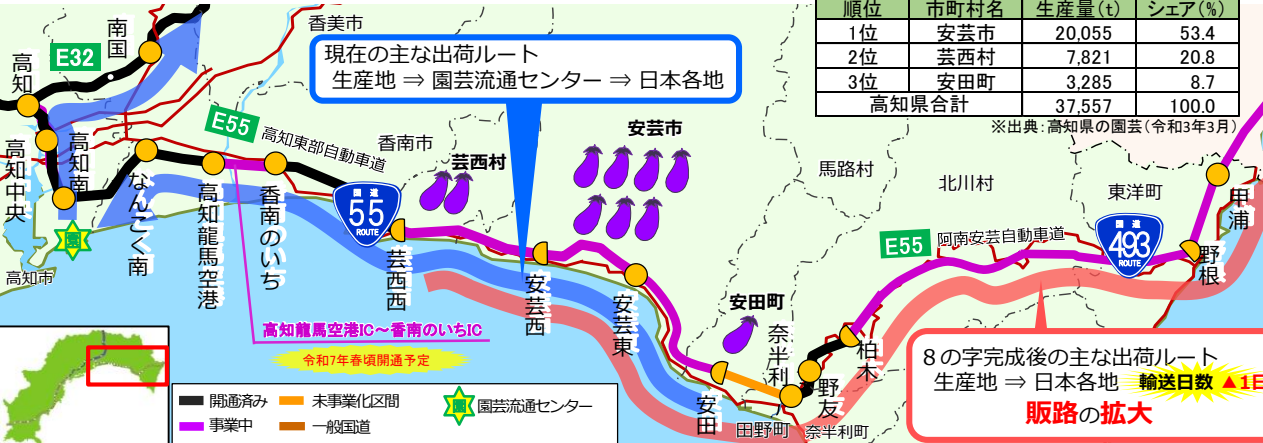 順位 市町村名 生産量(t) シェア(%)
1位 安芸市 20,055 53.4
2位 芸西村 7,821 20.8
3位 安田町 3,285 8.7
高知県合計 37,557 100.0
※出典:高知県の園芸(令和3年3月)
現在の主な出荷ルート
生産地 ⇒ 園芸流通センター ⇒ 日本各地
南国
香美市
E32
高知
高知中央
高知南
E55
高知東部自動車道
香南市
芸西村
安芸市
馬路村
北川村
東洋町
甲浦
なんこく南
高知龍馬空港
香南のいち
国道
55
ROUTE
芸西西
安芸西
安芸東
安田町
安田
奈半利
田野町
奈半利町
野友
柏木
E55
阿南安芸自動車道
国道
493
ROUTE
野根
園
高知市
高知龍馬空港IC~香南のいちIC
令和7年春頃開通予定
8の字完成後の主な出荷ルート
生産地 ⇒ 日本各地
輸送日数 ▲1日
販路の拡大
開通済み
未事業化区間
事業中
一般国道
園
園芸流通センター